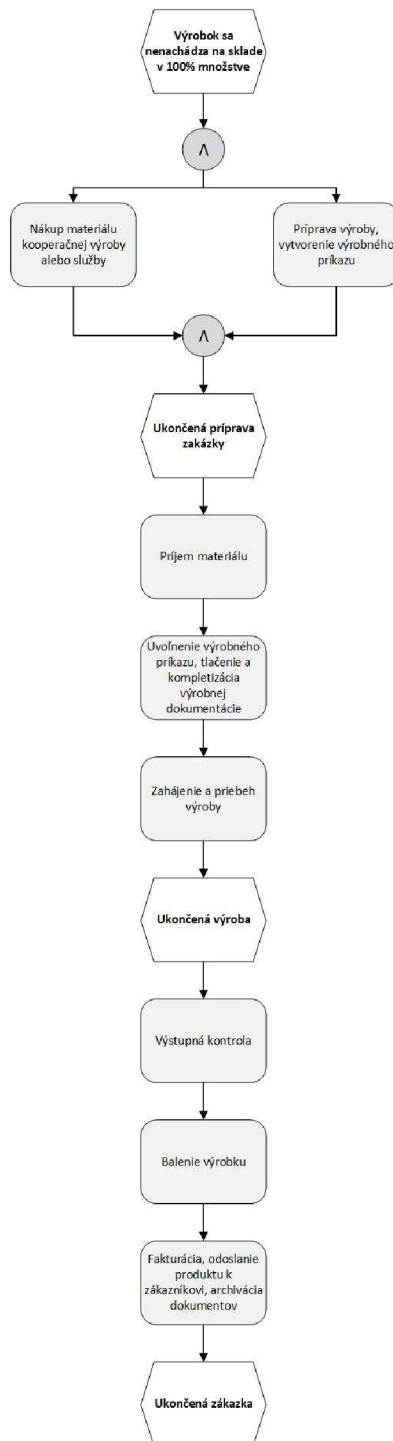 Výrobok sa
nenachádza na sklade
v 100% množstve
Λ
Nákup materiálu
kooperačnej výroby
alebo služby
Príprava výroby,
vytvorenie výrobného
príkazu
Λ
Ukončená príprava
zakázky
Príjem materiálu
Uvoľnenie výrobného
príkazu, tlačenie a
kompletizácia
výrobnej
dokumentácie
Zahájenie a priebeh
výroby
Ukončená výroba
Výstupná kontrola
Balenie výrobku
Fakturácia, odoslanie
produktu k
zákazníkovi, archivácia
dokumentov
Ukončená zákazka